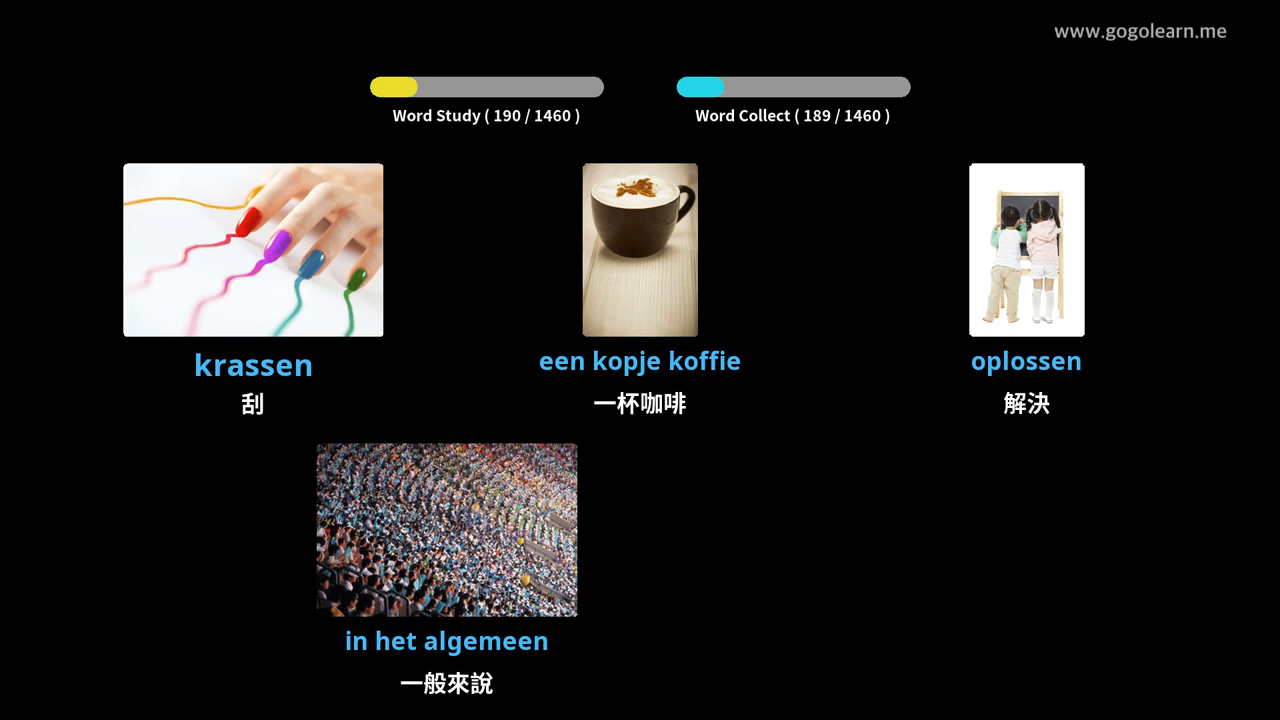 www.gogolearn.me
Word Study ( 190 / 1460 )
Word Collect ( 189 / 1460 )
krassen
刮
een kopje koffie
一杯咖啡
oplossen
解決
in het algemeen
一般來說